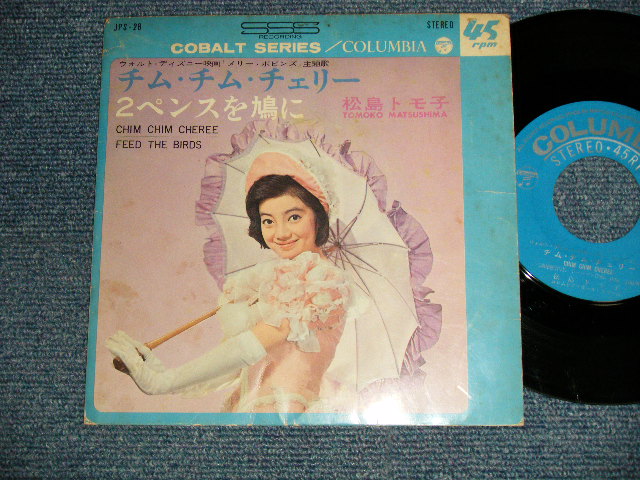 JPS-28
SSS
RECORDING
STEREO
45
rpm
COBALT SERIES/COLUMBIA
ウォルト・ディズニー映画「メリー・ポピンズ」主題歌
チム・チム・チェリー
2ペンスを鳩に
松島トモ子
TOMOKO MATSUSHIMA
CHIM CHIM CHEREE
FEED THE BIRDS
COLUM
STEREO・45R
チム・チム・チェリー
CHIM CHIM CHEREE